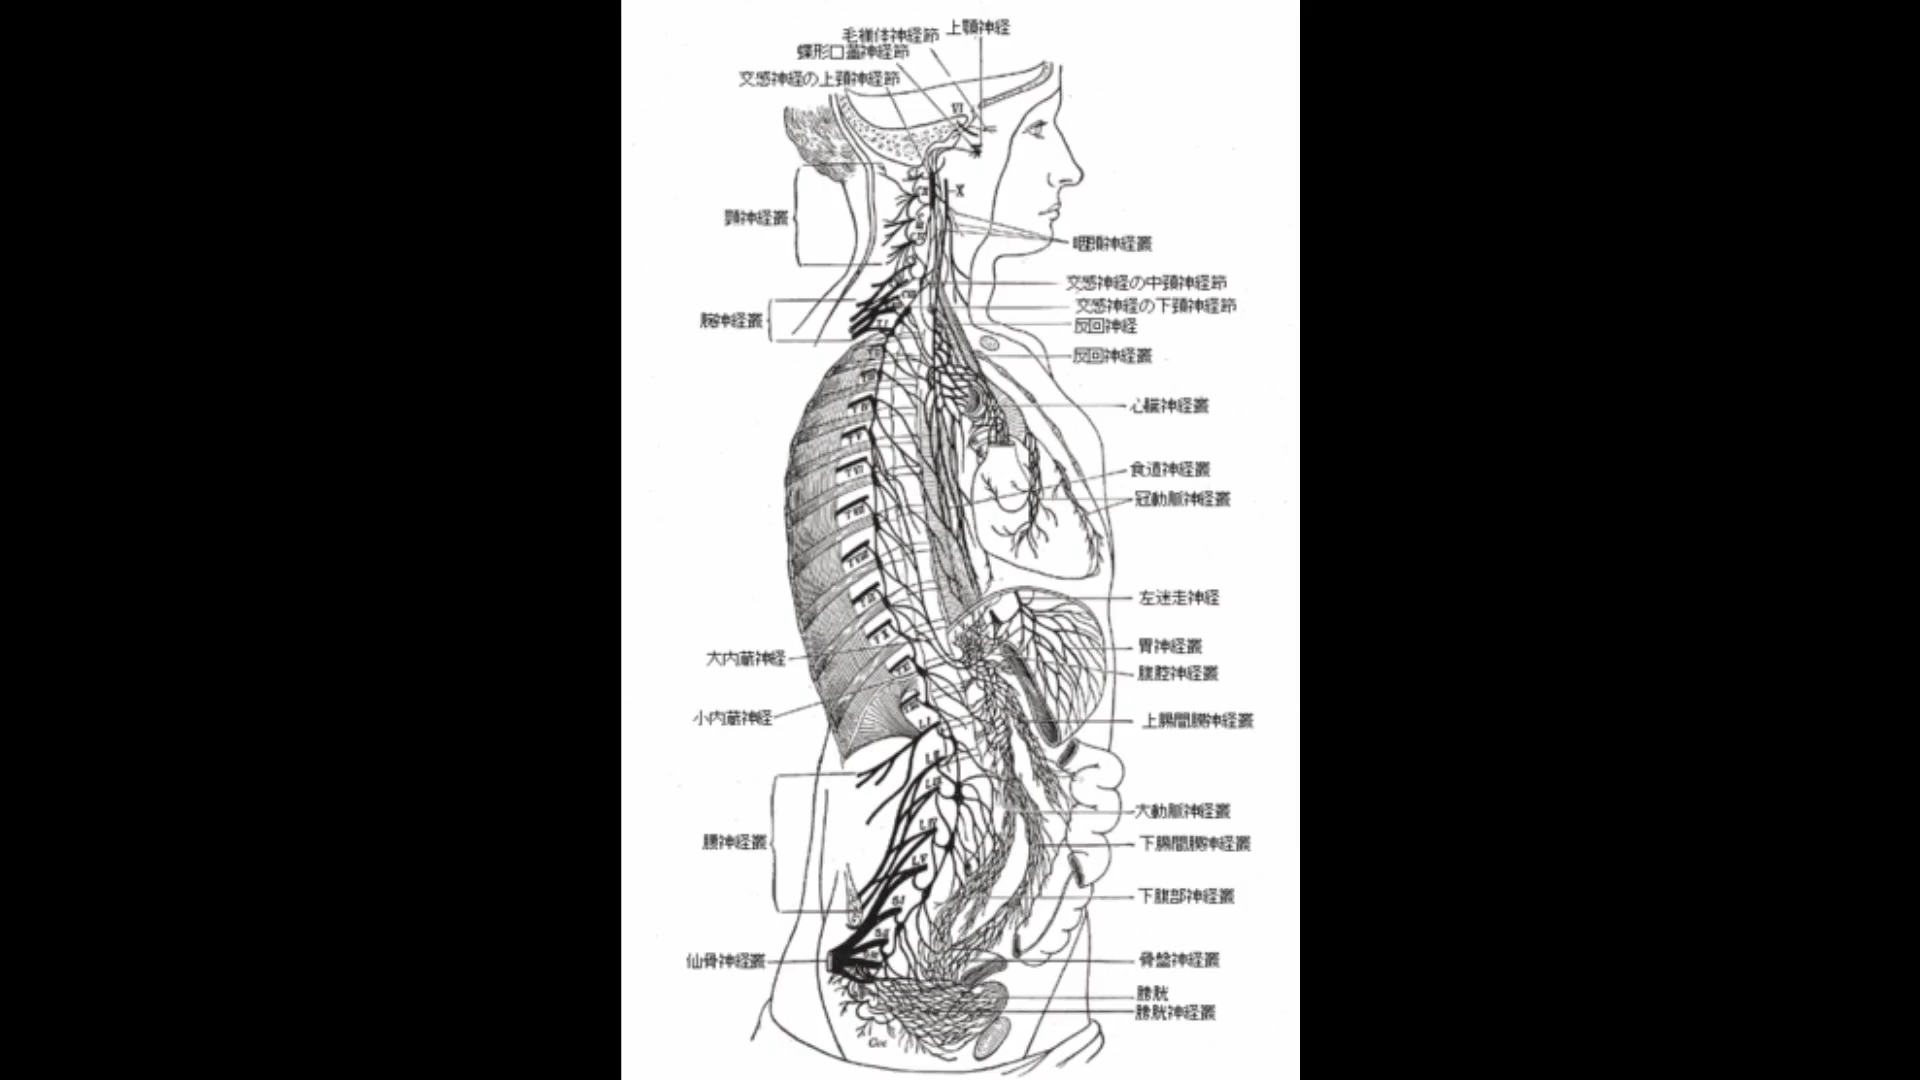 上顎神経
毛様体神経節
蝶形口蓋神経節
交感神経の上頚神経節
VI
X
頸神経叢
咽頭神経叢
交感神経の中頚神経節
交感神経の下頚神経節
腕神経叢
反回神経
反回神経叢
心臓神経叢
食道神経叢
冠動脈神経叢
左迷走神経
胃神経叢
大内蔵神経
腹腔神経叢
小内蔵神経
上腸間膜神経叢
大動脈神経叢
腰神経叢
下腸間膜神経叢
下腹部神経叢
仙骨神経叢
骨盤神経叢
膀胱
膀胱神経叢